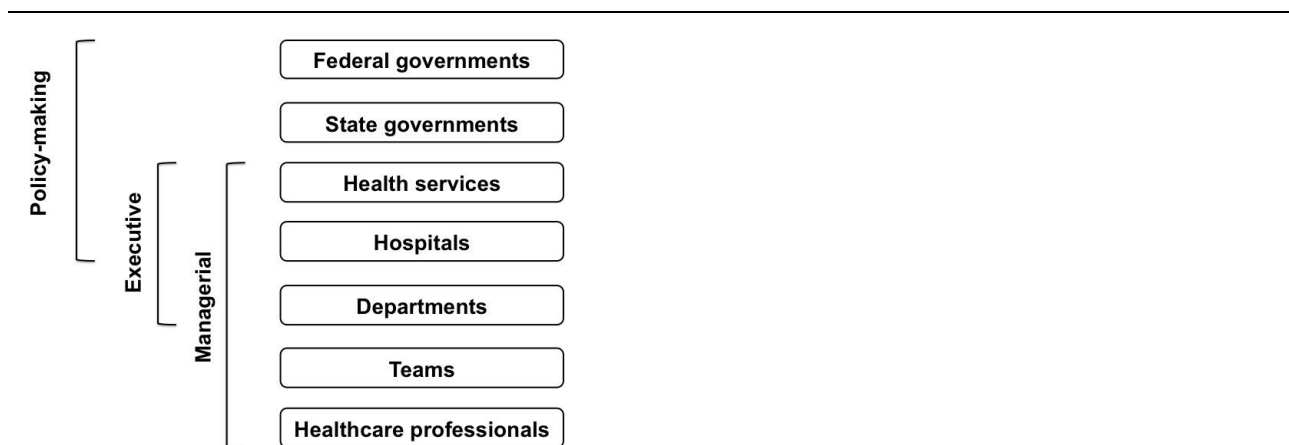 Federal governments
State governments
Health services
Hospitals
Departments
Teams
Healthcare professionals
Policy-making
Executive
Managerial